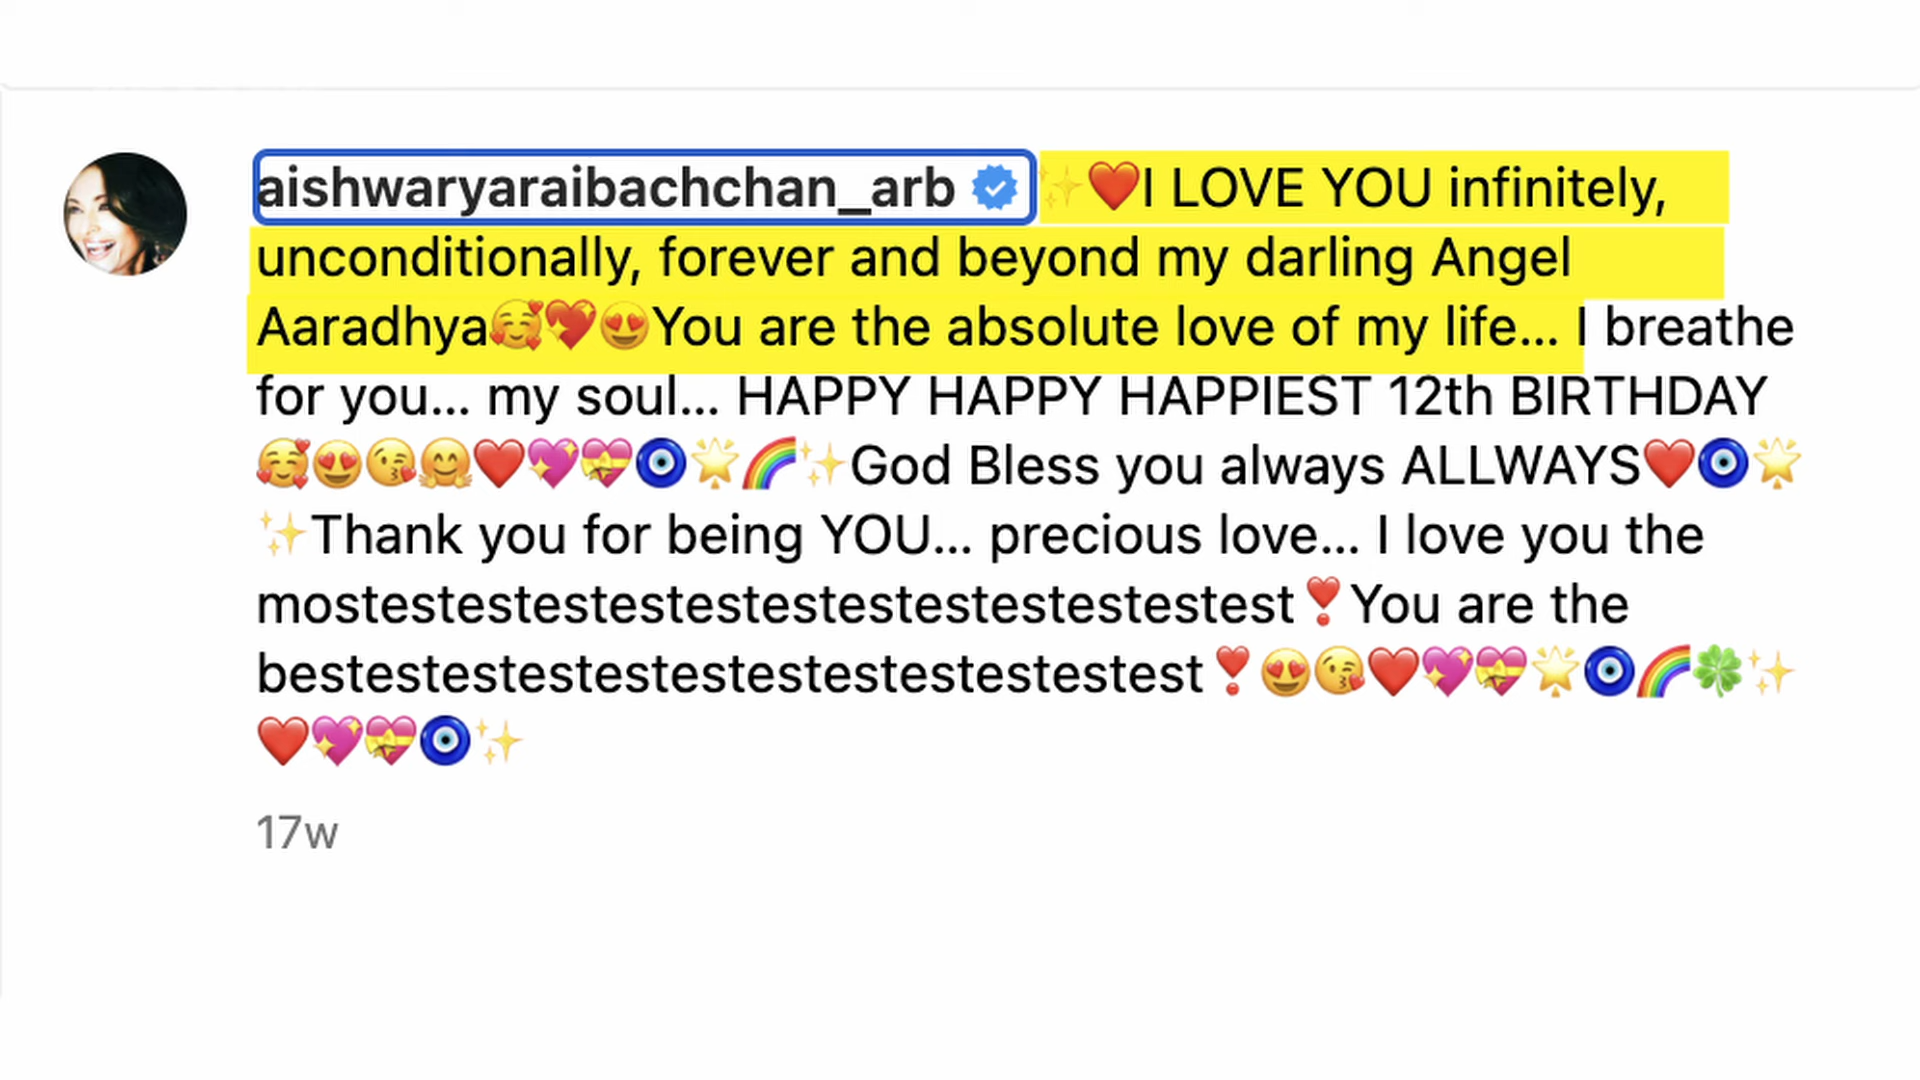 aishwaryaraibachchan_arb ✨❤️I LOVE YOU infinitely,
unconditionally, forever and beyond my darling Angel
Aaradhya🥰💖😍You are the absolute love of my life... I breathe
for you... my soul... HAPPY HAPPY HAPPIEST 12th BIRTHDAY
🥰😍😘🤗❤️💖💝🧿🌟🌈✨God Bless you always ALLWAYS❤️🧿🌟
✨Thank you for being YOU... precious love... I love you the
mostestestestestestestestestestestestest❣️You are the
bestestestestestestestestestestestest❣️😍😘❤️💖💝🌟🧿🌈🍀✨
❤️💖💝🧿✨
17w